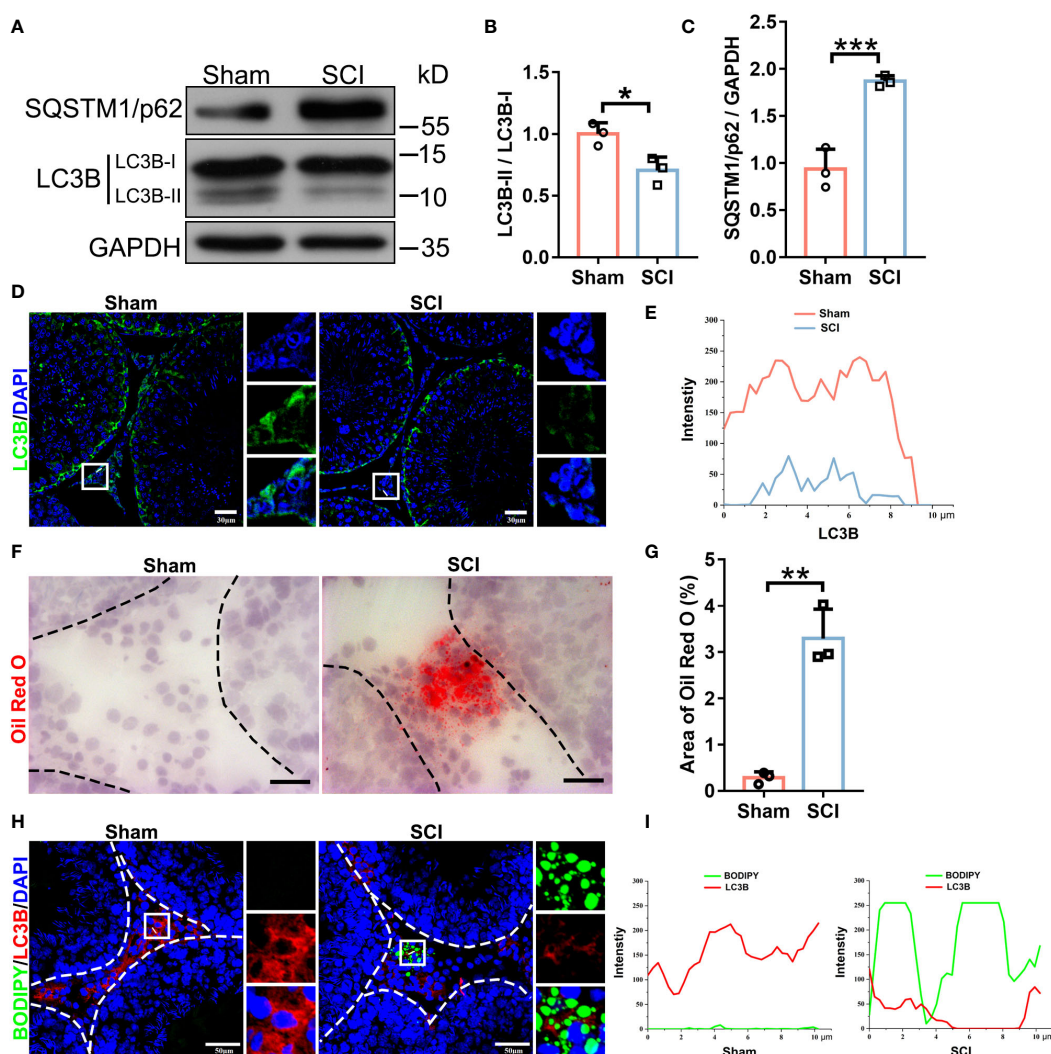 A
Sham SCI kD
SQSTM1/p62
55
LC3B
LC3B-I
LC3B-II
15
10
GAPDH
35
B
LC3B-II / LC3B-I
1.5
1.0
0.5
0.0
*
Sham SCI
C
SQSTM1/p62 / GAPDH
2.5
2.0
1.5
1.0
0.5
0.0
***
Sham SCI
D
Sham SCI
LC3B/DAPI
30μm
30μm
E
Sham
SCI
Intenstiy
300
250
200
150
100
50
0
0 2 4 6 8 10 μm
LC3B
F
Sham SCI
Oil Red O
G
Area of Oil Red O (%)
5
4
3
2
1
0
**
Sham SCI
H
Sham SCI
BODIPY/LC3B/DAPI
50μm
50μm
I
BODIPY
LC3B
Intenstiy
300
250
200
150
100
50
0
0 2 4 6 8 10 μm
Sham
BODIPY
LC3B
Intenstiy
300
250
200
150
100
50
0
0 2 4 6 8 10 μm
SCI